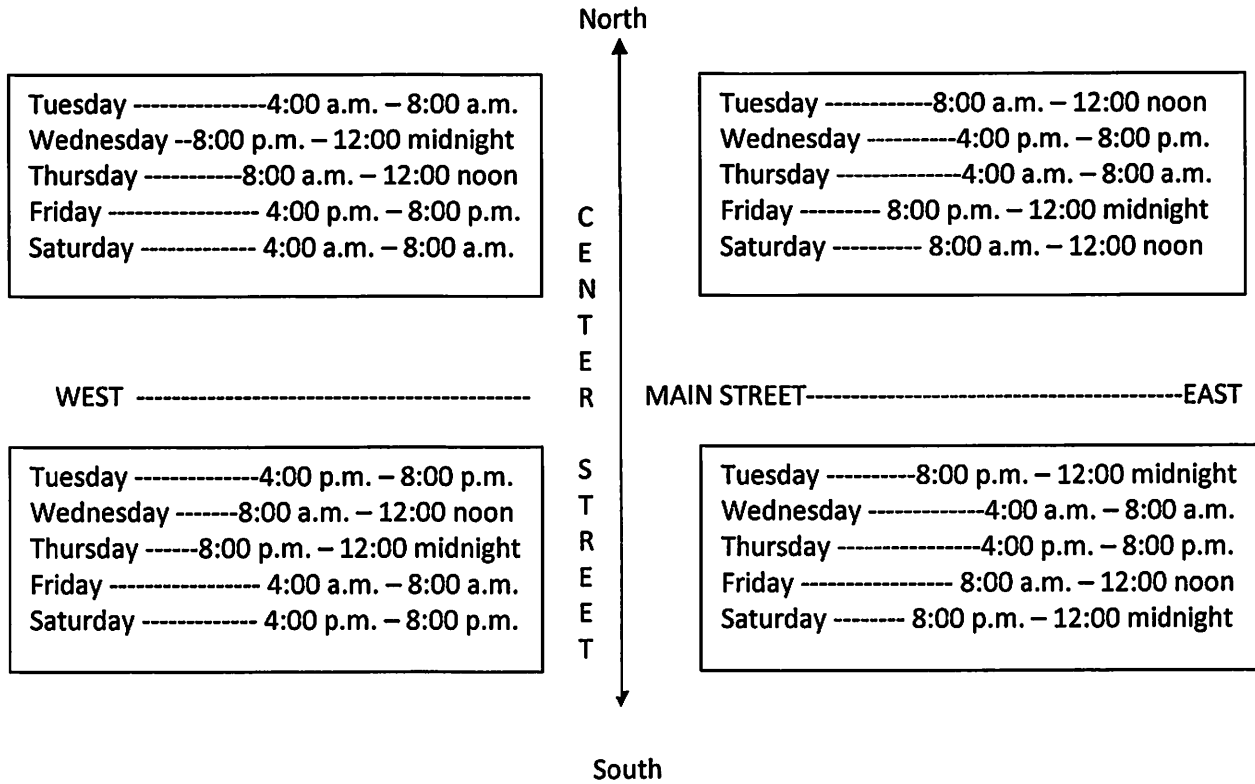 North
Tuesday ---------------4:00 a.m. – 8:00 a.m.
Wednesday --8:00 p.m. – 12:00 midnight
Thursday -----------8:00 a.m. – 12:00 noon
Friday ----------------- 4:00 p.m. – 8:00 p.m.
Saturday ------------- 4:00 a.m. – 8:00 a.m.
Tuesday ------------8:00 a.m. – 12:00 noon
Wednesday -----------4:00 p.m. – 8:00 p.m.
Thursday --------------4:00 a.m. – 8:00 a.m.
Friday --------- 8:00 p.m. – 12:00 midnight
Saturday ---------- 8:00 a.m. – 12:00 noon
CENTER STREET
WEST ---------------------------------------------
MAIN STREET-------------------------------------------EAST
Tuesday --------------4:00 p.m. – 8:00 p.m.
Wednesday -------8:00 a.m. – 12:00 noon
Thursday ------8:00 p.m. – 12:00 midnight
Friday ----------------- 4:00 a.m. – 8:00 a.m.
Saturday ------------- 4:00 p.m. – 8:00 p.m.
Tuesday ----------8:00 p.m. – 12:00 midnight
Wednesday -------------4:00 a.m. – 8:00 a.m.
Thursday ----------------4:00 p.m. – 8:00 p.m.
Friday ----------------- 8:00 a.m. – 12:00 noon
Saturday -------- 8:00 p.m. – 12:00 midnight
South